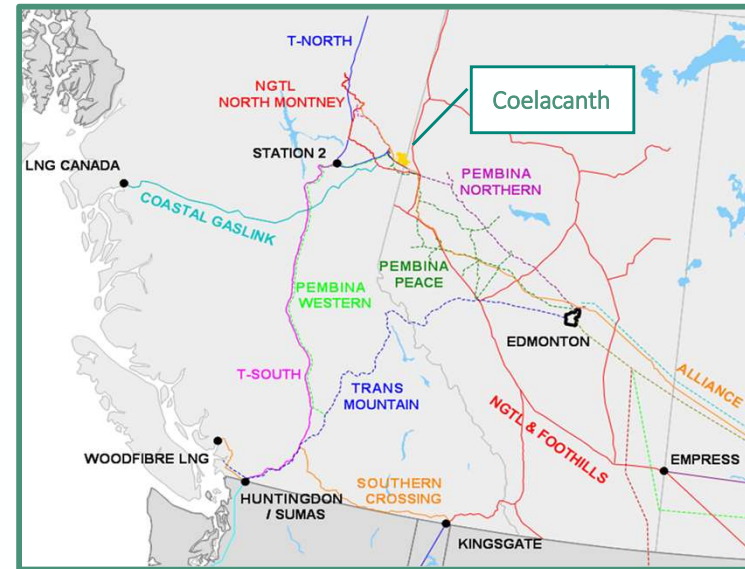 T-NORTH
NGTL
NORTH MONTNEY
Coelacanth
STATION 2
LNG CANADA
PEMBINA
NORTHERN
COASTAL GASLINK
PEMBINA
PEACE
PEMBINA
WESTERN
EDMONTON
ALLIANCE
T-SOUTH
TRANS
MOUNTAIN
NGTL & FOOTHILLS
WOODFIBRE LNG
EMPRESS
SOUTHERN
CROSSING
HUNTINGDON
/ SUMAS
KINGSGATE